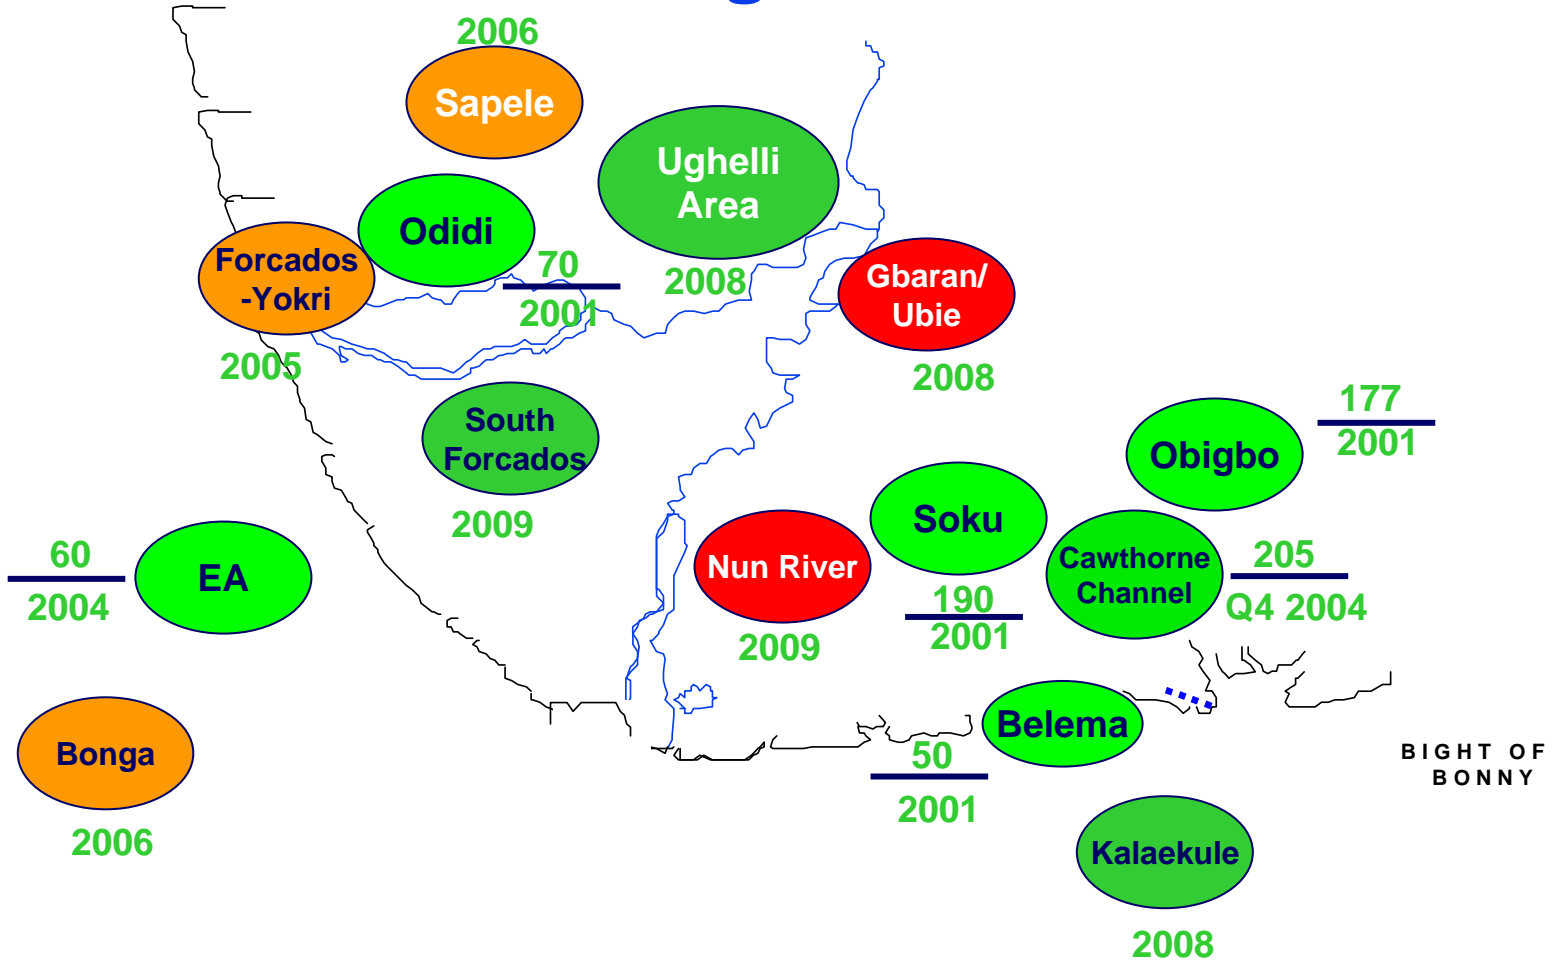 2006
Sapele
Ughelli
Area
2008
Odidi
70
2001
Forcados
-Yokri
2005
Gbaran/
Ubie
2008
South
Forcados
2009
177
2001
Obigbo
Soku
190
2001
Cawthorne
Channel
205
Q4 2004
60
2004
EA
Nun River
2009
Belema
50
2001
Bonga
2006
BIGHT OF
BONNY
Kalaekule
2008